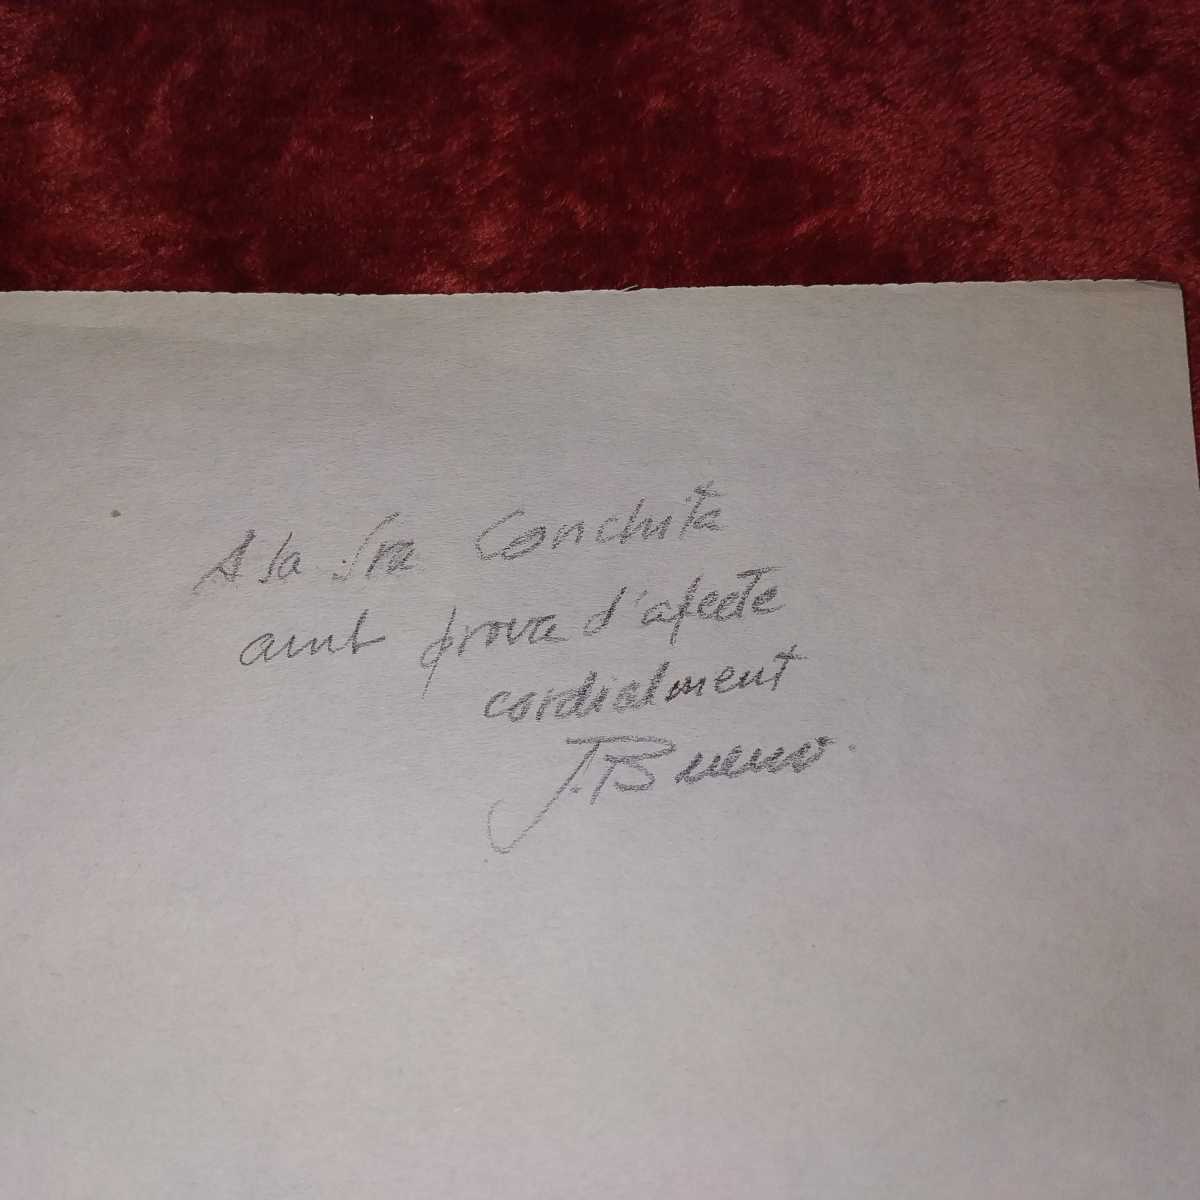 A la Sra Conchita
amb prova d'afecte
cordialment
J. Bueno